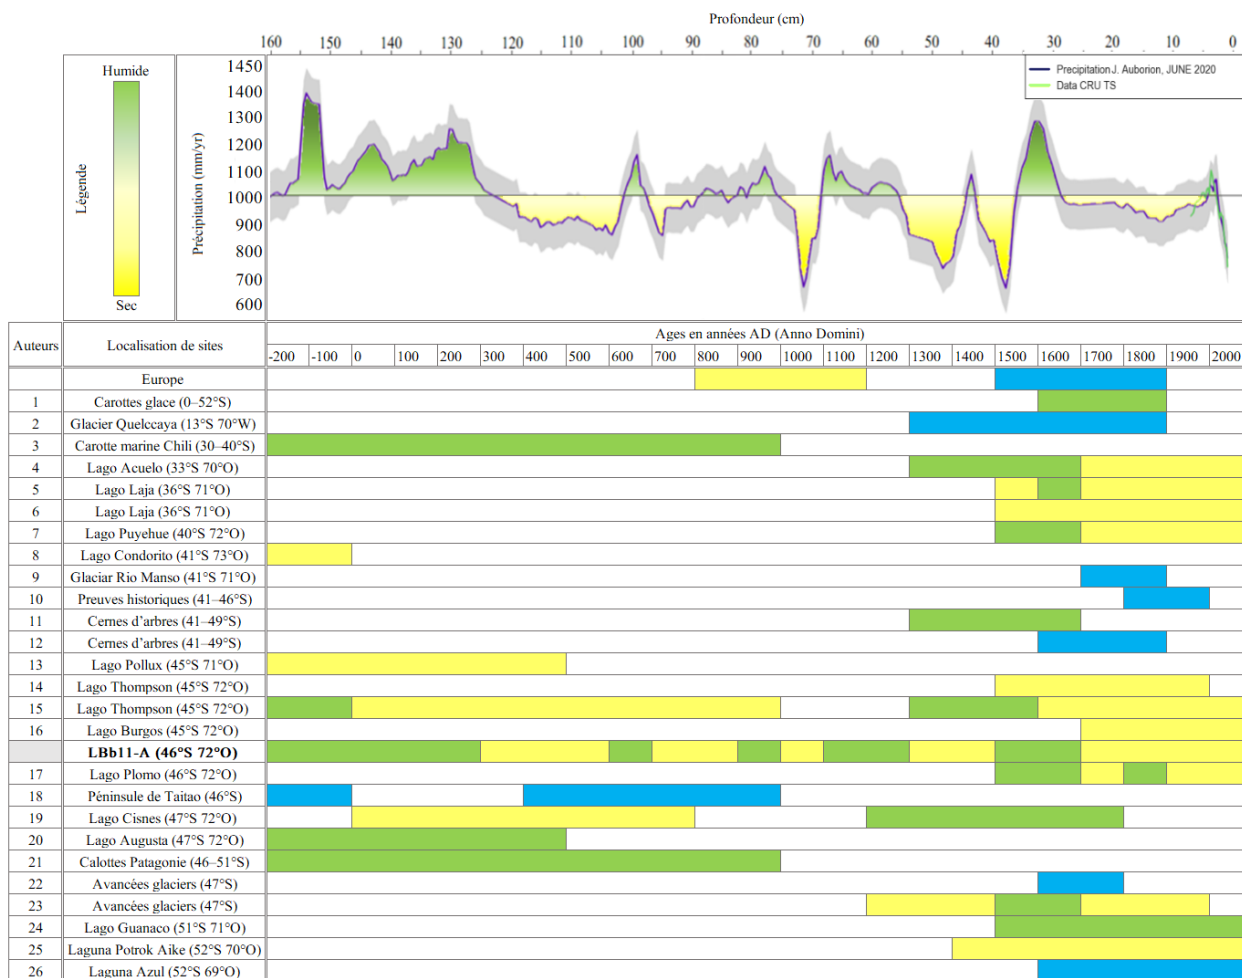 Profondeur (cm)
160 150 140 130 120 110 100 90 80 70 60 50 40 30 20 10 0
Légende
Humide
Sec
Précipitation (mm/yr)
1450
1400
1300
1200
1100
1000
900
800
700
600
Precipitation J. Auborion, JUNE 2020
Data CRU TS
Auteurs Localisation de sites Ages en années AD (Anno Domini)
-200 -100 0 100 200 300 400 500 600 700 800 900 1000 1100 1200 1300 1400 1500 1600 1700 1800 1900 2000
Europe
1 Carottes glace (0–52°S)
2 Glacier Quelccaya (13°S 70°W)
3 Carotte marine Chili (30–40°S)
4 Lago Acuelo (33°S 70°O)
5 Lago Laja (36°S 71°O)
6 Lago Laja (36°S 71°O)
7 Lago Puyehue (40°S 72°O)
8 Lago Condorito (41°S 73°O)
9 Glaciar Rio Manso (41°S 71°O)
10 Preuves historiques (41–46°S)
11 Cernes d’arbres (41–49°S)
12 Cernes d’arbres (41–49°S)
13 Lago Pollux (45°S 71°O)
14 Lago Thompson (45°S 72°O)
15 Lago Thompson (45°S 72°O)
16 Lago Burgos (45°S 72°O)
LBb11-A (46°S 72°O)
17 Lago Plomo (46°S 72°O)
18 Péninsule de Taitao (46°S)
19 Lago Cisnes (47°S 72°O)
20 Lago Augusta (47°S 72°O)
21 Calottes Patagonie (46–51°S)
22 Avancées glaciers (47°S)
23 Avancées glaciers (47°S)
24 Lago Guanaco (51°S 71°O)
25 Laguna Potrok Aike (52°S 70°O)
26 Laguna Azul (52°S 69°O)